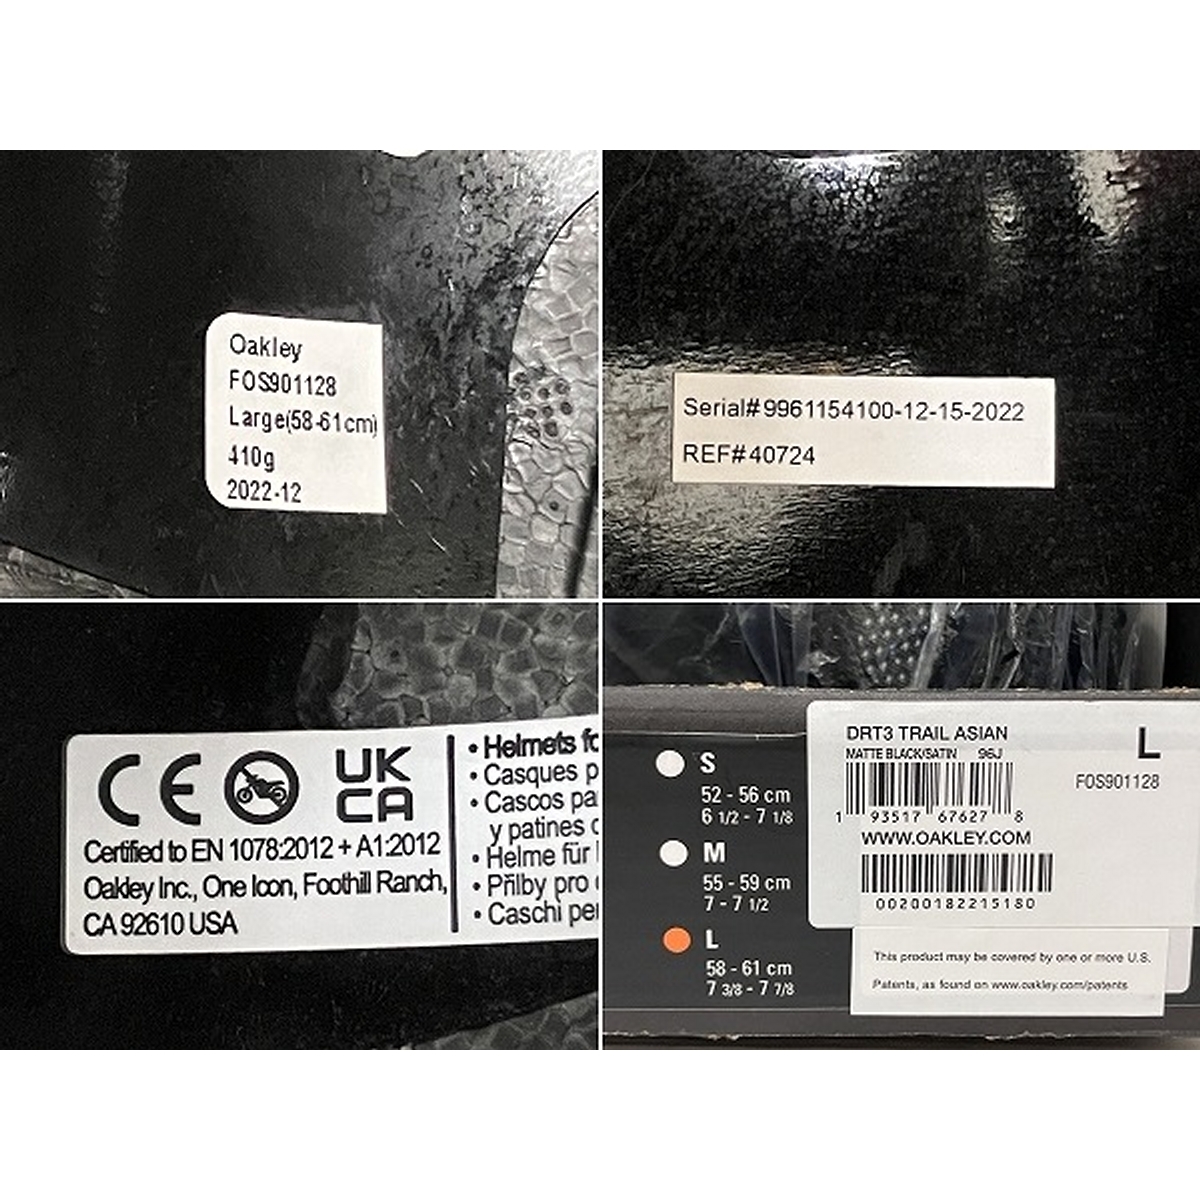 Oakley
FOS901128
Large(58-61cm)
410g
2022-12
Serial#9961154100-12-15-2022
REF#40724
CE UK
CA
Certified to EN 1078:2012 + A1:2012
Oakley Inc., One Icon, Foothill Ranch,
CA 92610 USA
• Helmets fo
• Casques p
• Cascos pa
y patines
• Helme für
• Přilby pro
• Caschi per
S
52 - 56 cm
6 1/2 - 7 1/8
M
55 - 59 cm
7 - 7 1/2
L
58 - 61 cm
7 3/8 - 7 7/8
DRT3 TRAIL ASIAN
MATTE BLACK/SATIN 96J
L
FOS901128
1 93517 67627 8
WWW.OAKLEY.COM
00200182215180
This product may be covered by one or more U.S.
Patents, as found on www.oakley.com/patents